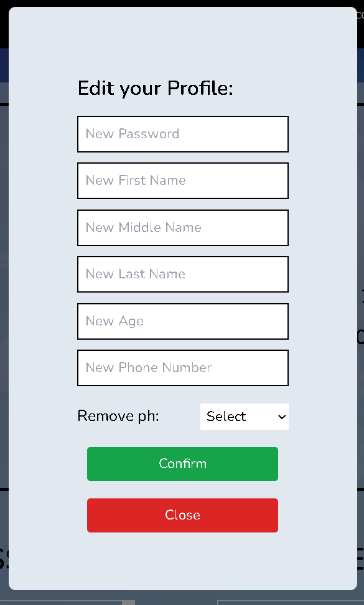 Edit your Profile:
New Password
New First Name
New Middle Name
New Last Name
New Age
New Phone Number
Remove ph: Select
Confirm
Close